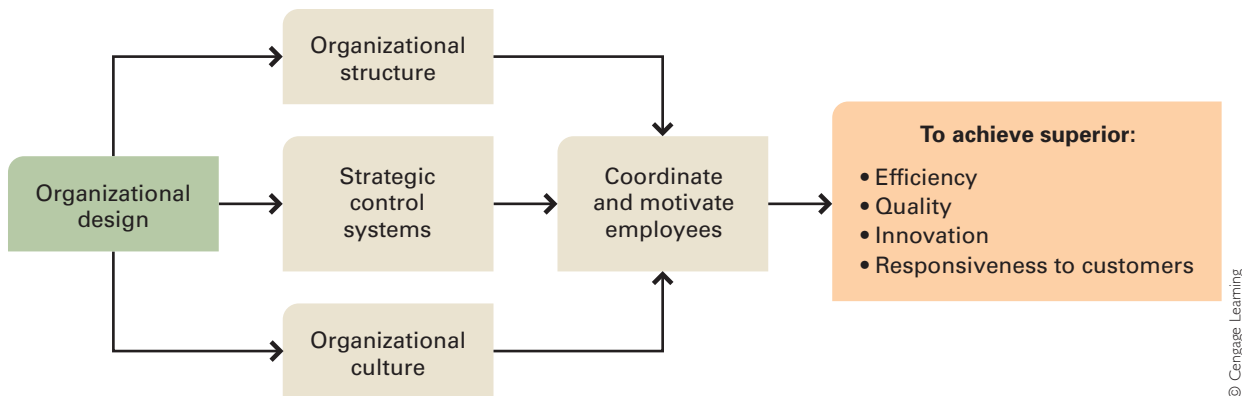 Organizational
design
Organizational
structure
Strategic
control
systems
Organizational
culture
Coordinate
and motivate
employees
To achieve superior:
• Efficiency
• Quality
• Innovation
• Responsiveness to customers
© Cengage Learning